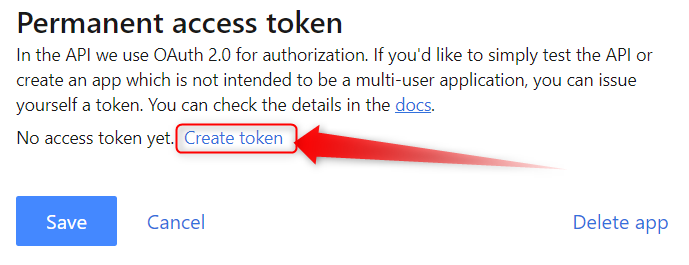 Permanent access token
In the API we use OAuth 2.0 for authorization. If you'd like to simply test the API or
create an app which is not intended to be a multi-user application, you can issue
yourself a token. You can check the details in the docs.
No access token yet. Create token
Save Cancel Delete app